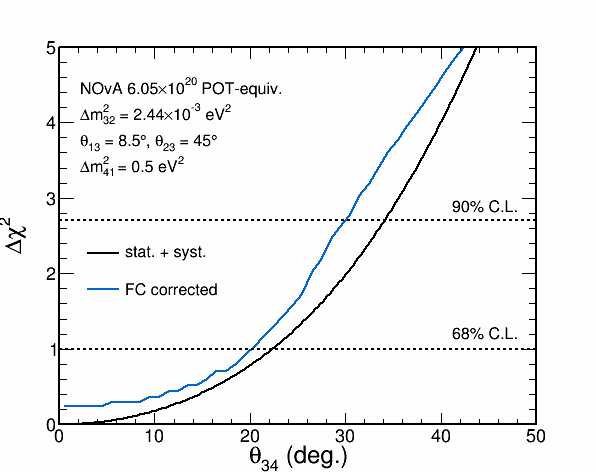 NOνA 6.05×10²⁰ POT-equiv.
Δm²₃₂ = 2.44×10⁻³ eV²
θ₁₃ = 8.5°, θ₂₃ = 45°
Δm²₄₁ = 0.5 eV²
90% C.L.
stat. + syst.
FC corrected
68% C.L.
Δχ²
5
4
3
2
1
0
0 10 20 30 40 50
θ₃₄ (deg.)